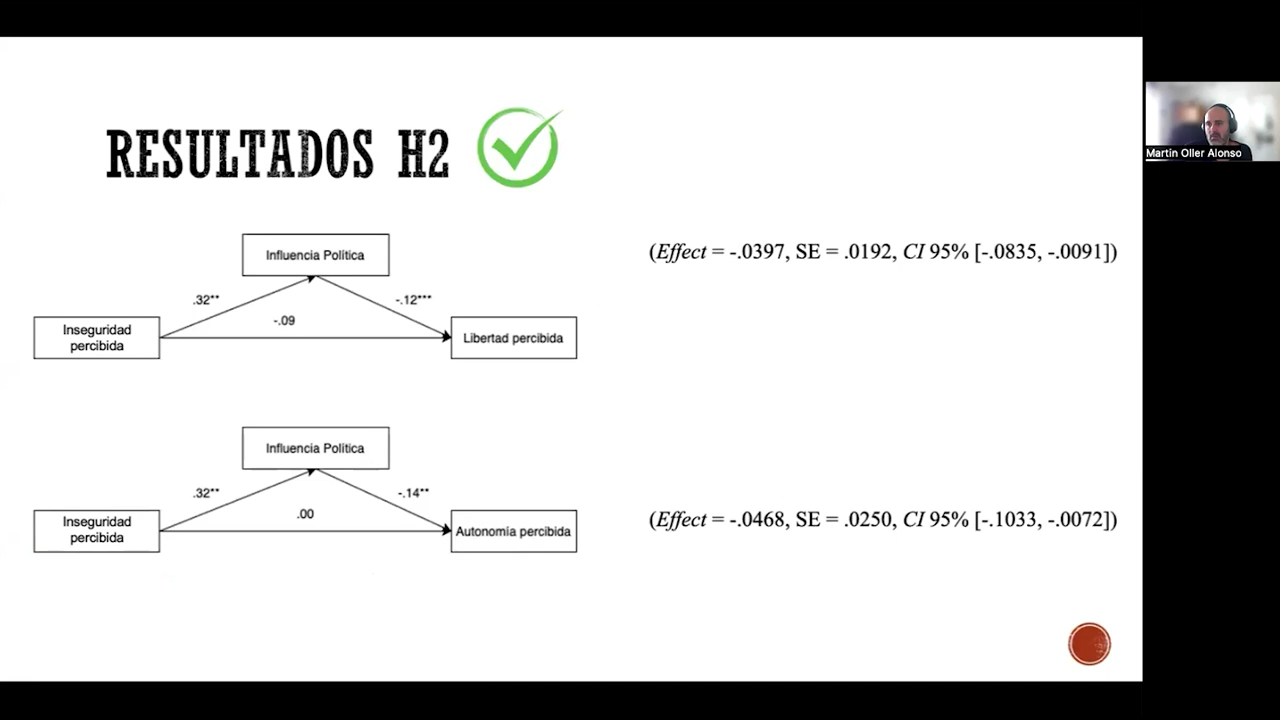 RESULTADOS H2
Influencia Política
.32**
-.12***
-.09
Inseguridad
percibida
Libertad percibida
(Effect = -.0397, SE = .0192, CI 95% [-.0835, -.0091])
Influencia Política
.32**
-.14**
.00
Inseguridad
percibida
Autonomía percibida
(Effect = -.0468, SE = .0250, CI 95% [-.1033, -.0072])
Martin Oller Alonso